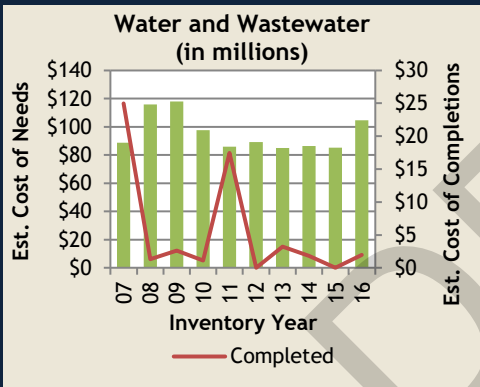 Water and Wastewater
(in millions)
Est. Cost of Needs
$140
$120
$100
$80
$60
$40
$20
$0
$30
$25
$20
$15
$10
$5
$0
Est. Cost of Completions
07 08 09 10 11 12 13 14 15 16
Inventory Year
Completed